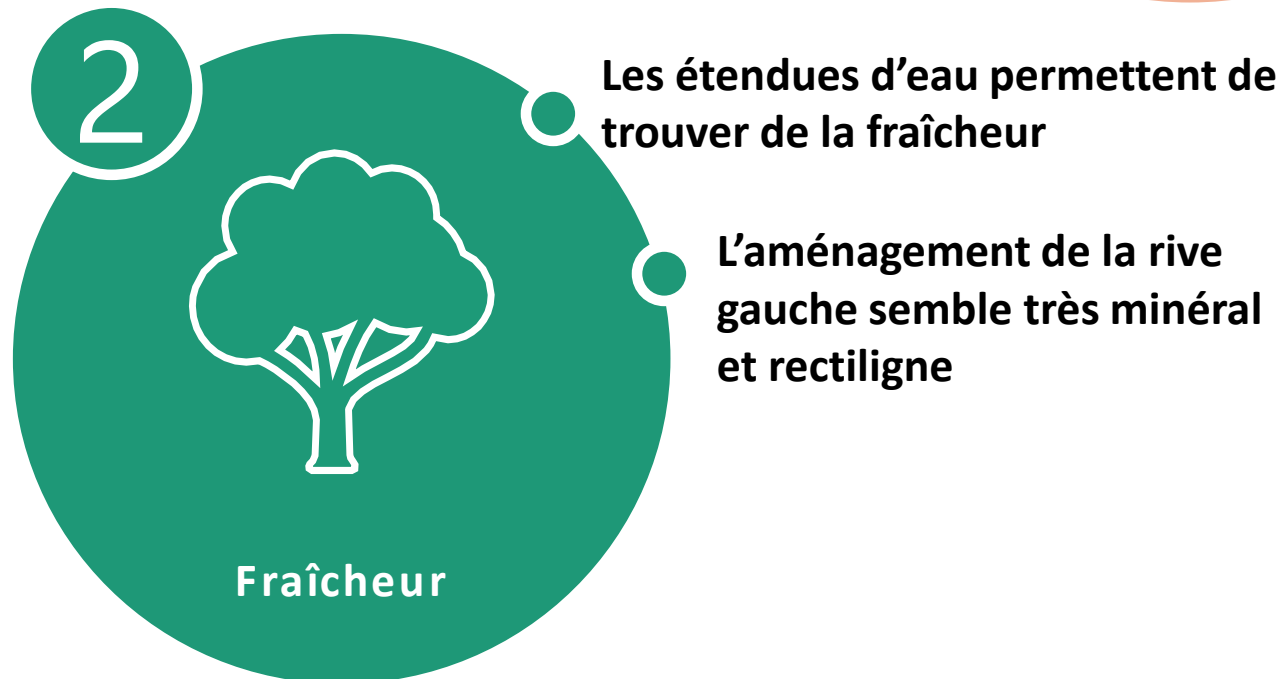 2
Les étendues d’eau permettent de
trouver de la fraîcheur
L’aménagement de la rive
gauche semble très minéral
et rectiligne
Fraîcheur